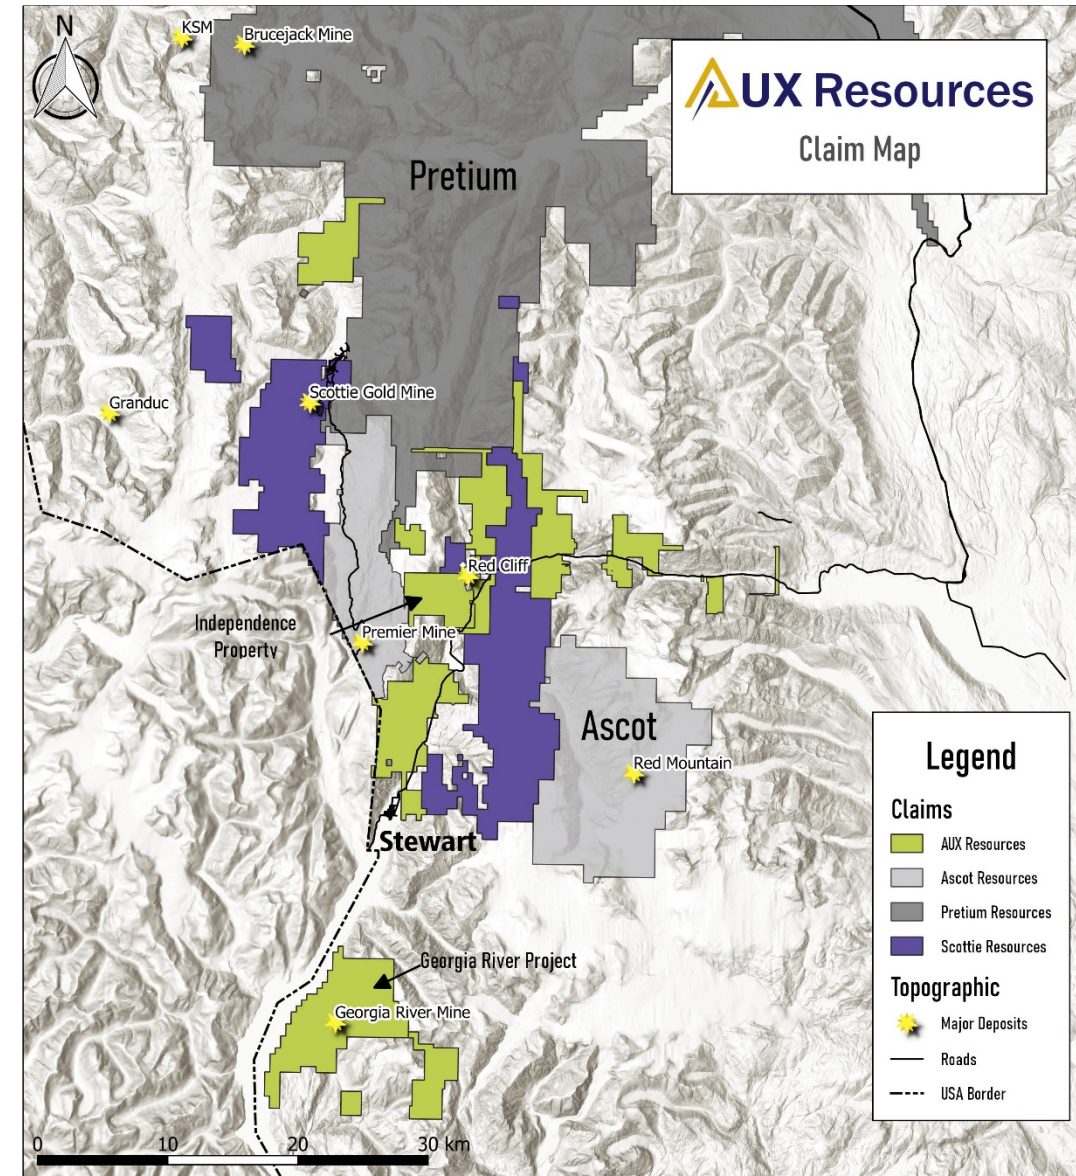 N
KSM
Brucejack Mine
AUX Resources
Claim Map
Pretium
Scottie Gold Mine
Granduc
Red Cliff
Independence
Property
Premier Mine
Ascot
Red Mountain
Stewart
Georgia River Project
Georgia River Mine
Legend
Claims
AUX Resources
Ascot Resources
Pretium Resources
Scottie Resources
Topographic
Major Deposits
Roads
USA Border
0 10 20 30 km